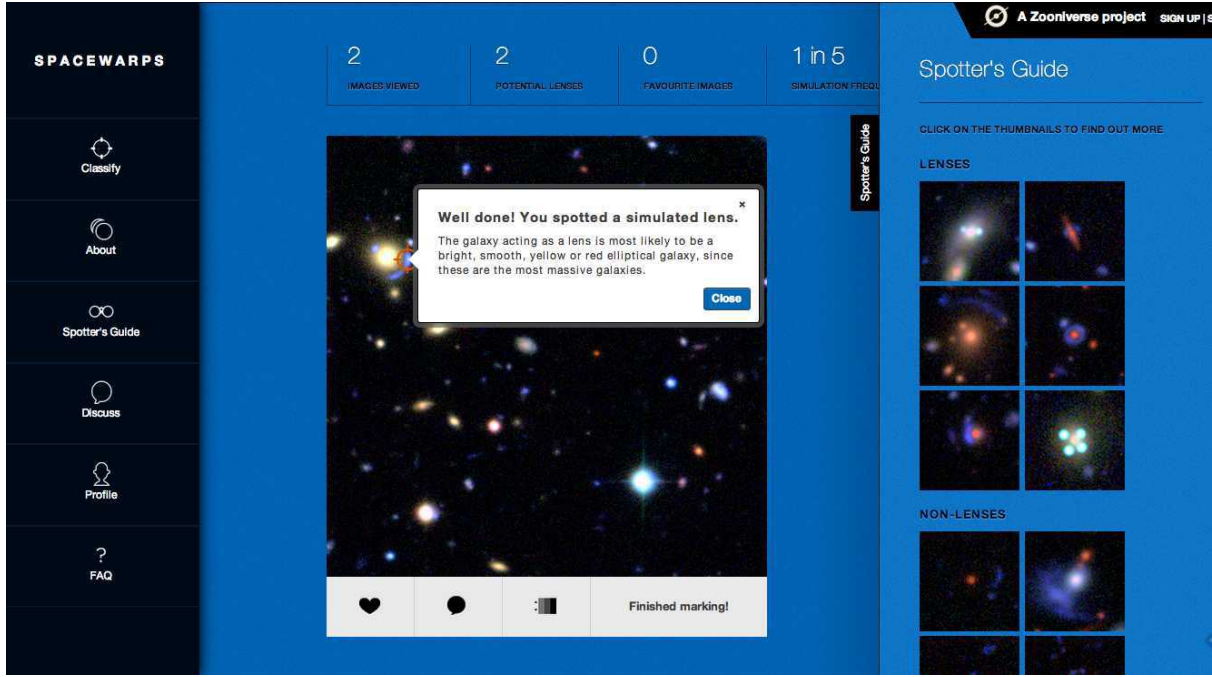 A Zooniverse project SIGN UP | S
SPACEWARPS
Classify
About
Spotter's Guide
Discuss
Profile
?
FAQ
2
IMAGES VIEWED
2
POTENTIAL LENSES
0
FAVOURITE IMAGES
1 in 5
SIMULATION FREQU
Spotter's Guide
Well done! You spotted a simulated lens.
×
The galaxy acting as a lens is most likely to be a
bright, smooth, yellow or red elliptical galaxy, since
these are the most massive galaxies.
Close
Finished marking!
Spotter's Guide
CLICK ON THE THUMBNAILS TO FIND OUT MORE
LENSES
NON-LENSES